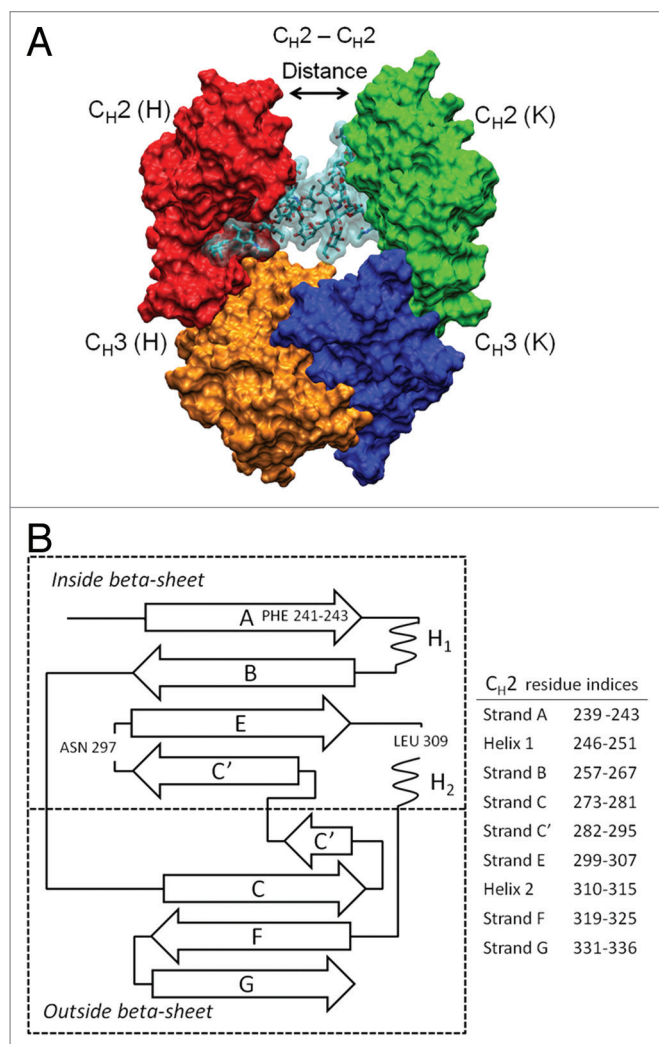 A
CH2 – CH2
Distance
CH2 (H)
CH2 (K)
CH3 (H)
CH3 (K)
B
Inside beta-sheet
A PHE 241-243
H1
B
E
ASN 297
LEU 309
C'
H2
C'
C
F
G
Outside beta-sheet
CH2 residue indices
Strand A 239-243
Helix 1 246-251
Strand B 257-267
Strand C 273-281
Strand C' 282-295
Strand E 299-307
Helix 2 310-315
Strand F 319-325
Strand G 331-336